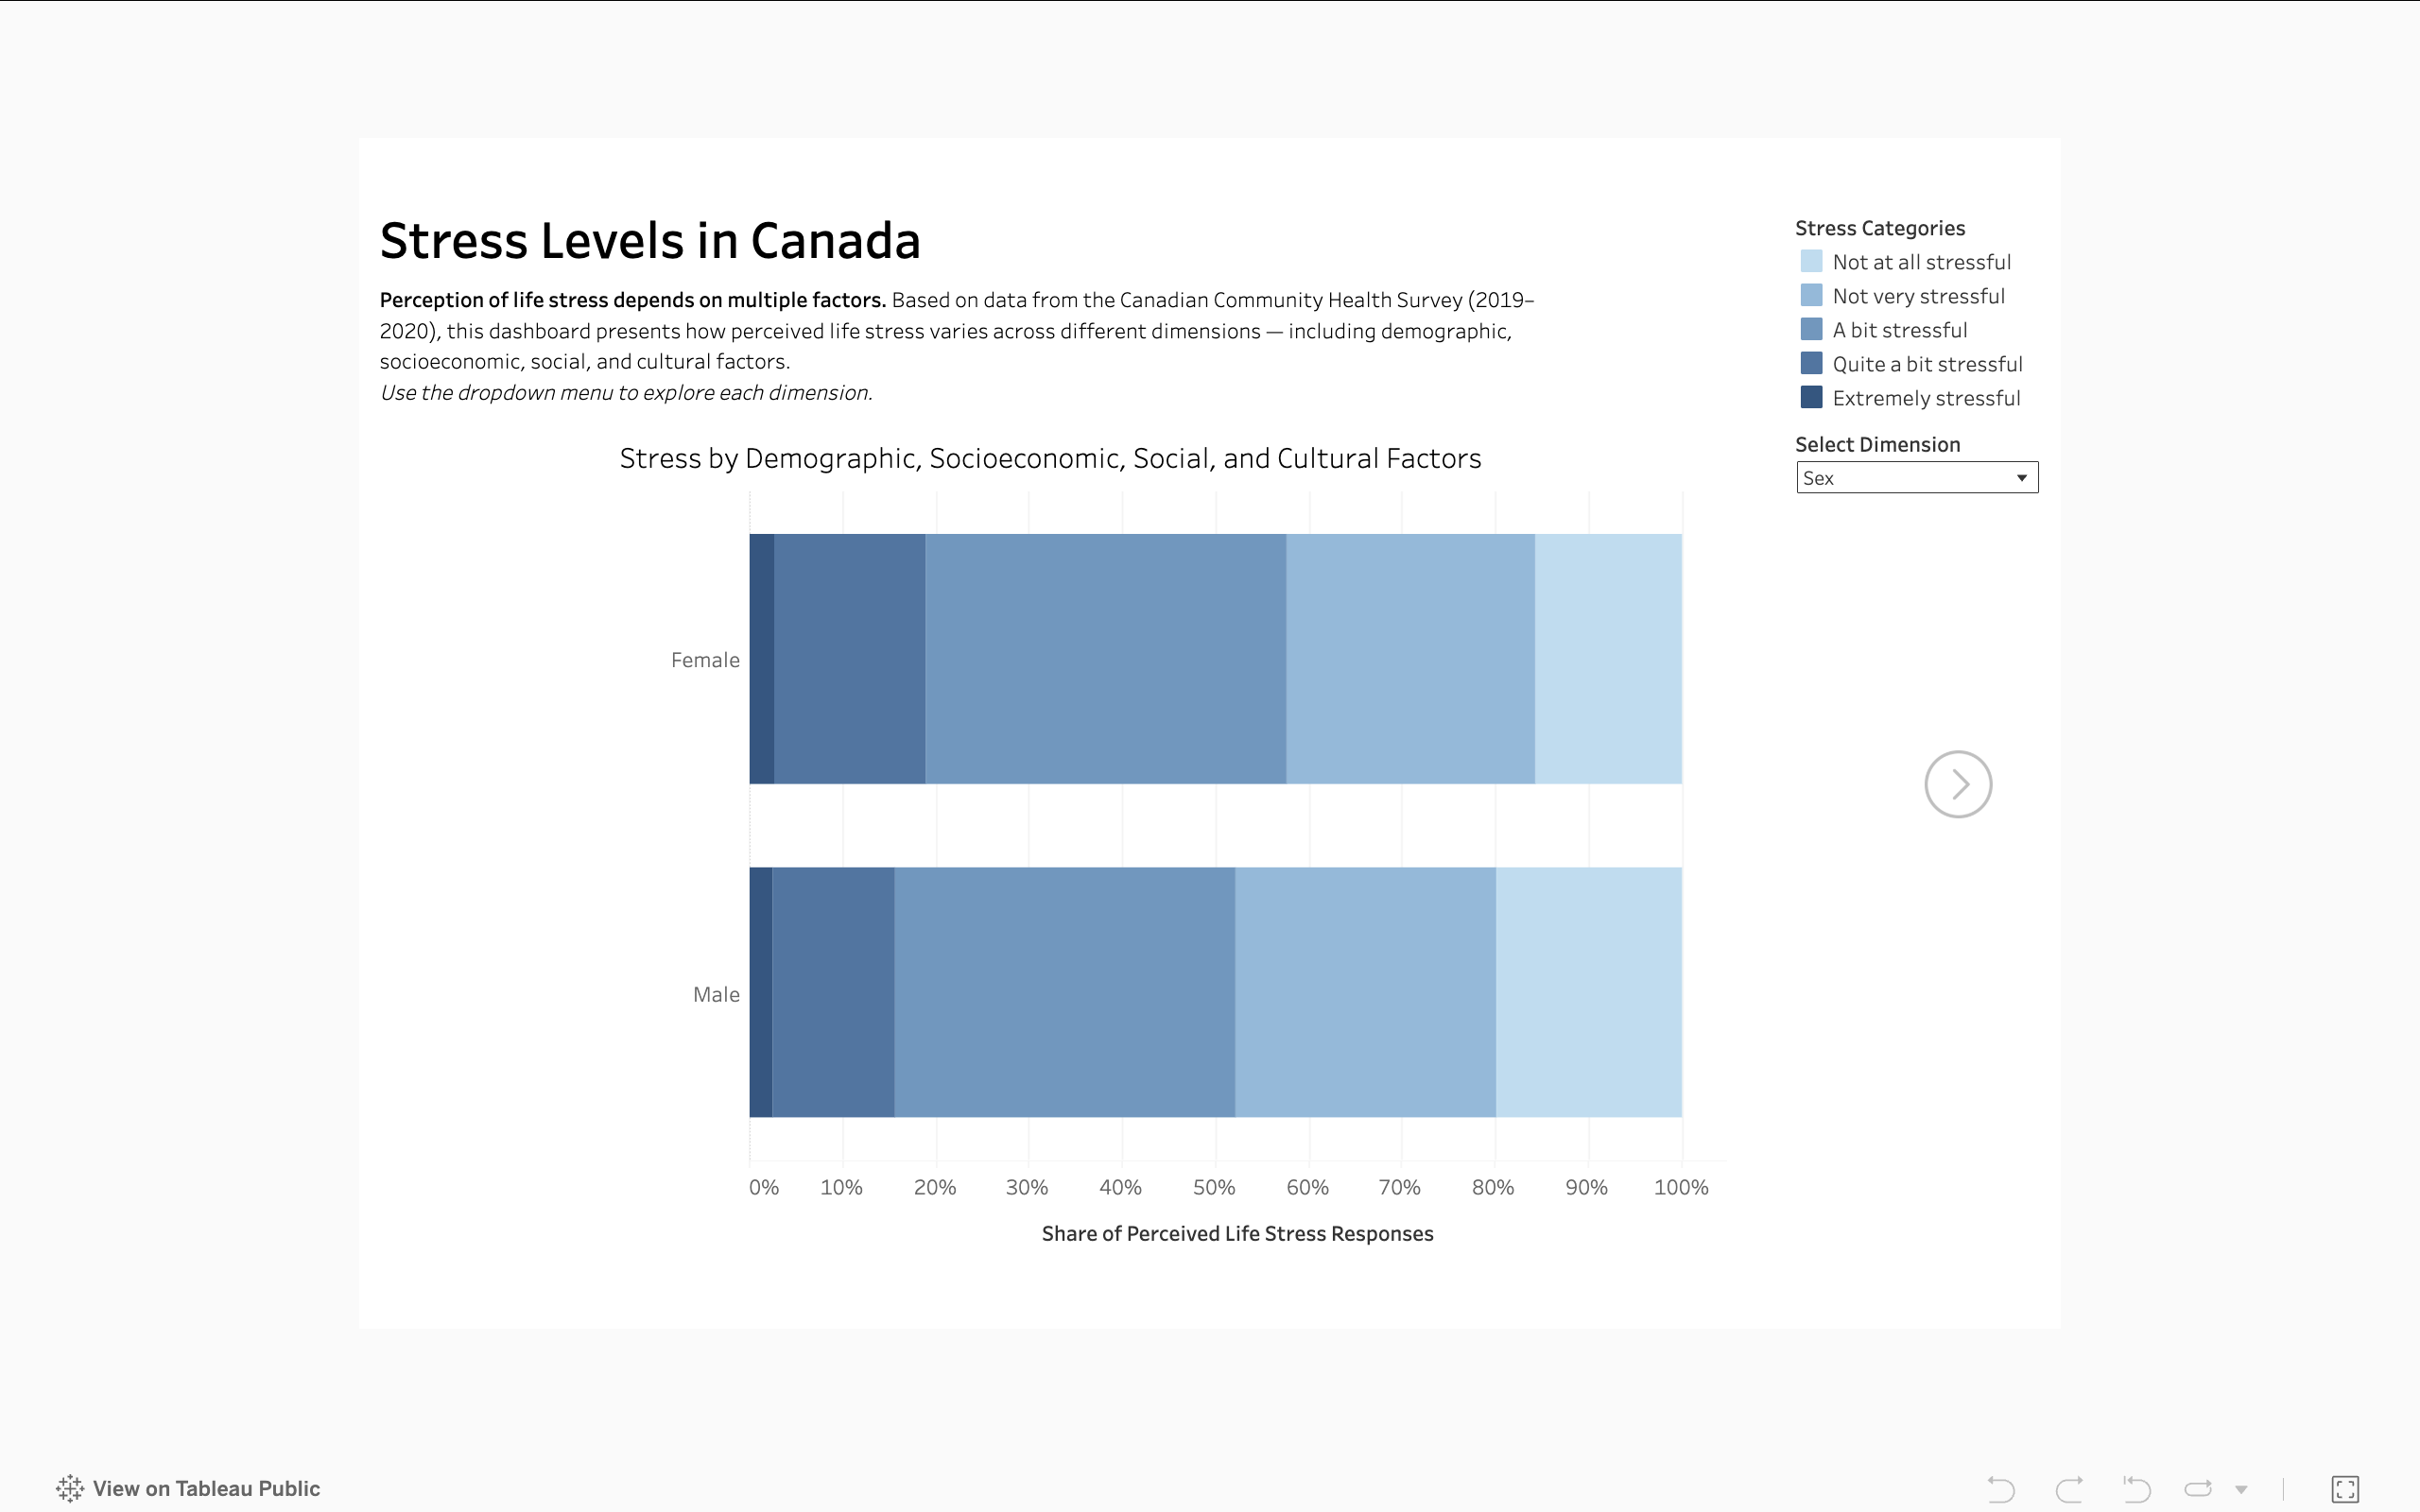 Stress Levels in Canada
Perception of life stress depends on multiple factors. Based on data from the Canadian Community Health Survey (2019–
2020), this dashboard presents how perceived life stress varies across different dimensions — including demographic,
socioeconomic, social, and cultural factors.
Use the dropdown menu to explore each dimension.
Stress Categories
Not at all stressful
Not very stressful
A bit stressful
Quite a bit stressful
Extremely stressful
Select Dimension
Sex
Stress by Demographic, Socioeconomic, Social, and Cultural Factors
Female
Male
0% 10% 20% 30% 40% 50% 60% 70% 80% 90% 100%
Share of Perceived Life Stress Responses
View on Tableau Public